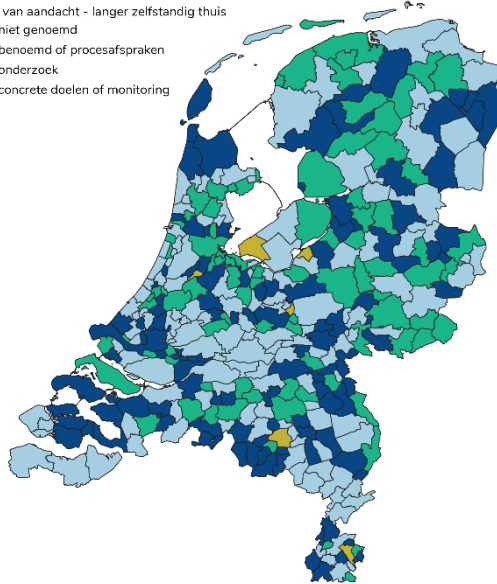 van aandacht - langer zelfstandig thuis
niet genoemd
benoemd of procesafspraken
onderzoek
concrete doelen of monitoring